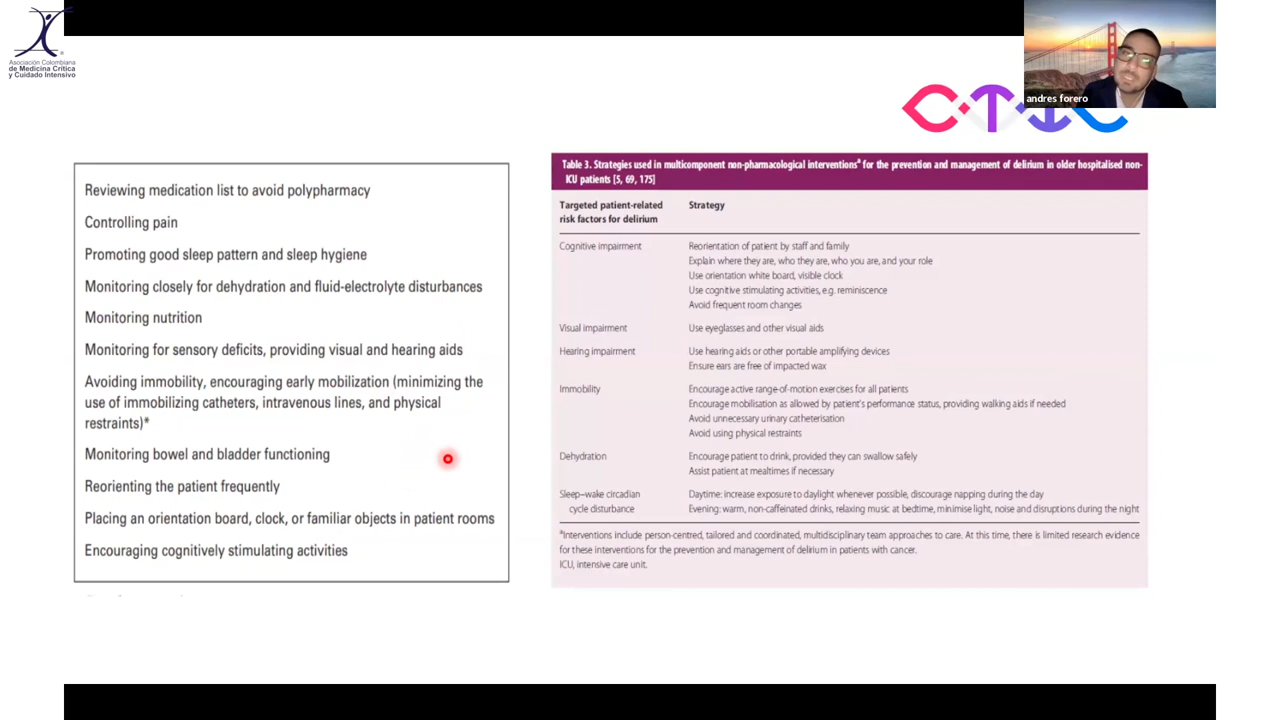 Asociación Colombiana
de Medicina Crítica
y Cuidado Intensivo
andres forero
CTIC
Reviewing medication list to avoid polypharmacy
Controlling pain
Promoting good sleep pattern and sleep hygiene
Monitoring closely for dehydration and fluid-electrolyte disturbances
Monitoring nutrition
Monitoring for sensory deficits, providing visual and hearing aids
Avoiding immobility, encouraging early mobilization (minimizing the
use of immobilizing catheters, intravenous lines, and physical
restraints)*
Monitoring bowel and bladder functioning
Reorienting the patient frequently
Placing an orientation board, clock, or familiar objects in patient rooms
Encouraging cognitively stimulating activities
Table 3. Strategies used in multicomponent non-pharmacological interventionsᵃ for the prevention and management of delirium in older hospitalised non-
ICU patients [5, 69, 175]
Targeted patient-related
risk factors for delirium
Strategy
Cognitive impairment
Reorientation of patient by staff and family
Explain where they are, who they are, who you are, and your role
Use orientation white board, visible clock
Use cognitive stimulating activities, e.g. reminiscence
Avoid frequent room changes
Visual impairment
Use eyeglasses and other visual aids
Hearing impairment
Use hearing aids or other portable amplifying devices
Ensure ears are free of impacted wax
Immobility
Encourage active range-of-motion exercises for all patients
Encourage mobilisation as allowed by patient's performance status, providing walking aids if needed
Avoid unnecessary urinary catheterisation
Avoid using physical restraints
Dehydration
Encourage patient to drink, provided they can swallow safely
Assist patient at mealtimes if necessary
Sleep–wake circadian
cycle disturbance
Daytime: increase exposure to daylight whenever possible, discourage napping during the day
Evening: warm, non-caffeinated drinks, relaxing music at bedtime, minimise light, noise and disruptions during the night
ᵃInterventions include person-centred, tailored and coordinated, multidisciplinary team approaches to care. At this time, there is limited research evidence
for these interventions for the prevention and management of delirium in patients with cancer.
ICU, intensive care unit.